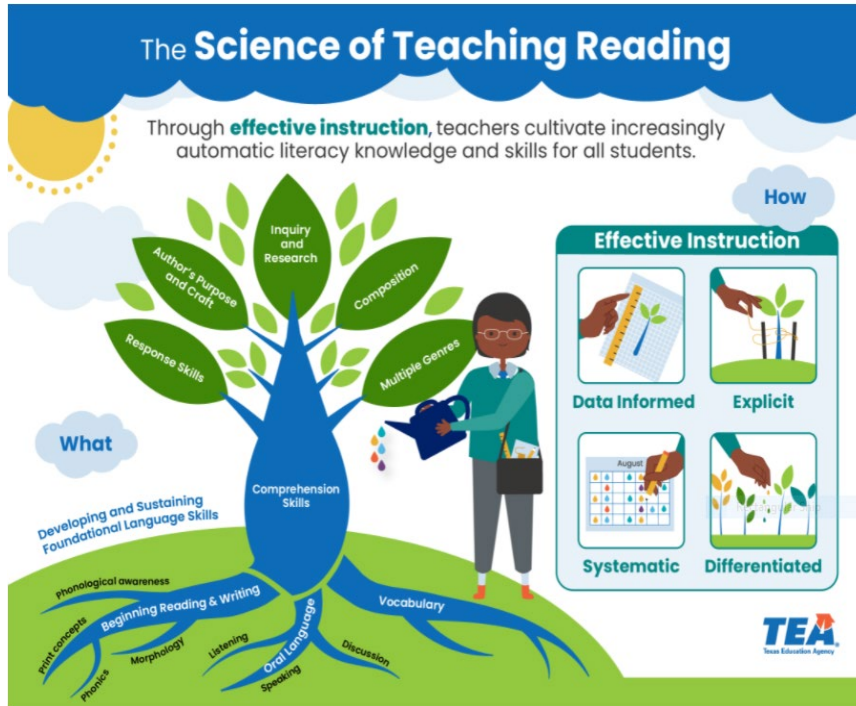 The Science of Teaching Reading
Through effective instruction, teachers cultivate increasingly
automatic literacy knowledge and skills for all students.
How
Effective Instruction
Data Informed
Explicit
August
Systematic
Differentiated
Inquiry
and
Research
Author's Purpose
and Craft
Composition
Response Skills
Multiple Genres
What
Comprehension
Skills
Developing and Sustaining
Foundational Language Skills
Phonological awareness
Beginning Reading & Writing
Print concepts
Phonics
Morphology
Oral Language
Listening
Speaking
Discussion
Vocabulary
TEA
Texas Education Agency